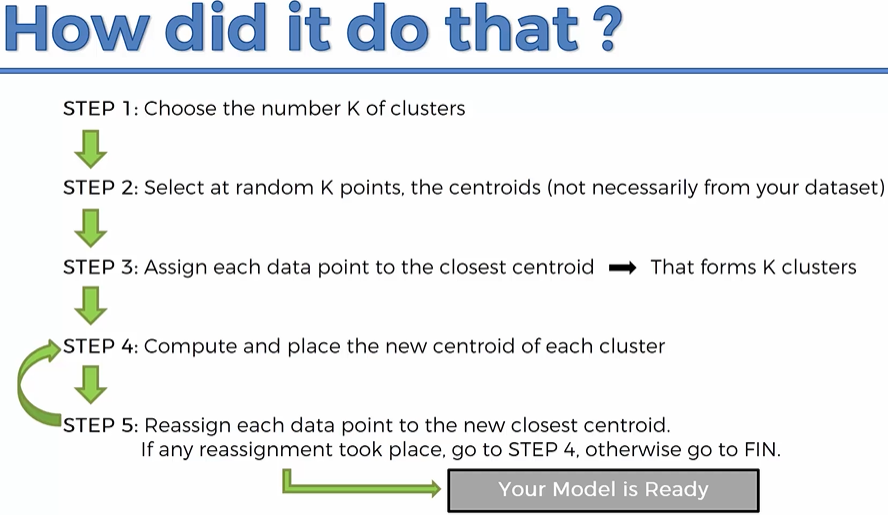 How did it do that ?
STEP 1: Choose the number K of clusters
STEP 2: Select at random K points, the centroids (not necessarily from your dataset)
STEP 3: Assign each data point to the closest centroid That forms K clusters
STEP 4: Compute and place the new centroid of each cluster
STEP 5: Reassign each data point to the new closest centroid.
If any reassignment took place, go to STEP 4, otherwise go to FIN.
Your Model is Ready